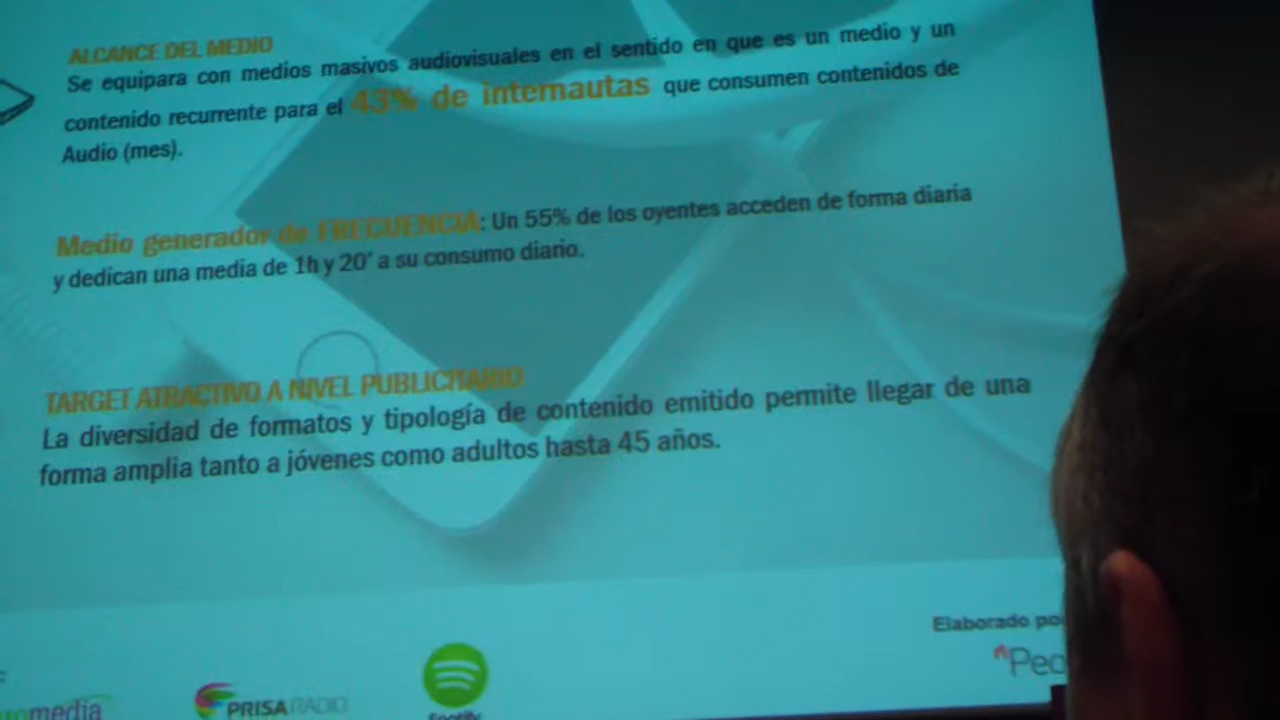 ALCANCE DEL MEDIO
Se equipara con medios masivos audiovisuales en el sentido en que es un medio y un
contenido recurrente para el 43% de internautas que consumen contenidos de
Audio (mes).
Medio generador de FRECUENCIA: Un 55% de los oyentes acceden de forma diaria
y dedican una media de 1h y 20' a su consumo diario.
TARGET ATRACTIVO A NIVEL PUBLICITARIO
La diversidad de formatos y tipología de contenido emitido permite llegar de una
forma amplia tanto a jóvenes como adultos hasta 45 años.
Elaborado por
media
PRISA RADIO
Spotify